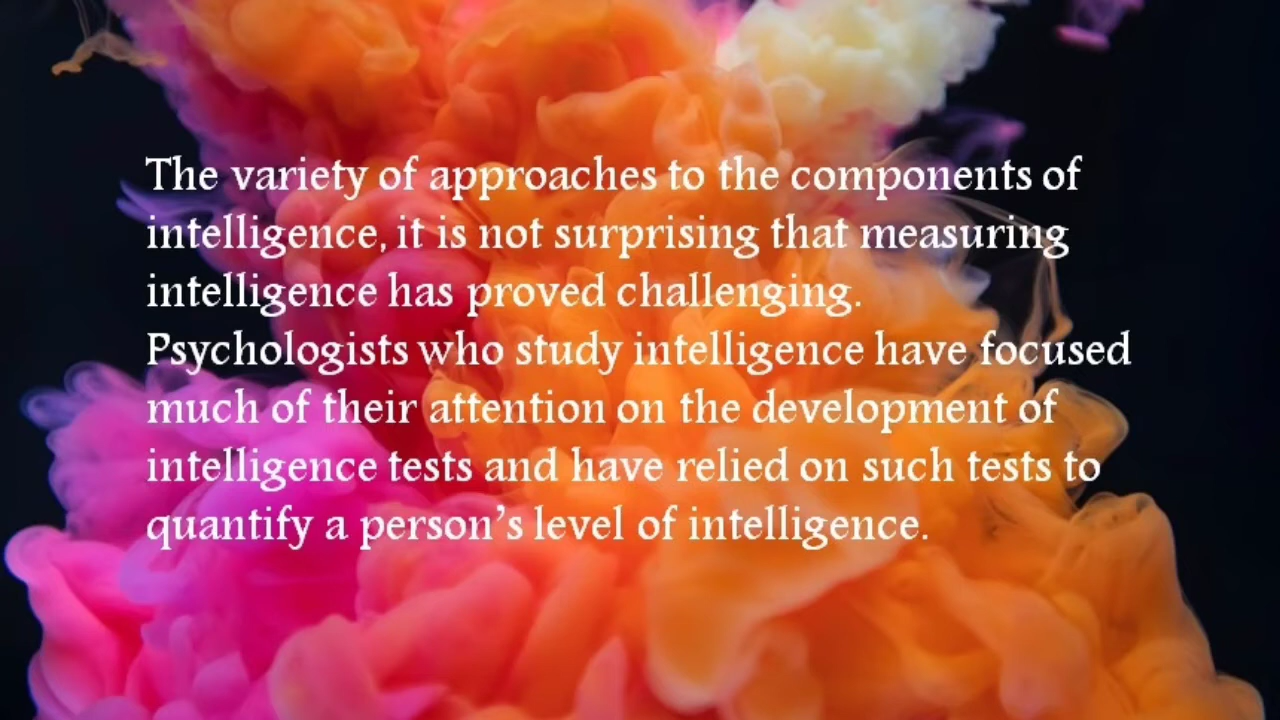 The variety of approaches to the components of
intelligence, it is not surprising that measuring
intelligence has proved challenging.
Psychologists who study intelligence have focused
much of their attention on the development of
intelligence tests and have relied on such tests to
quantify a person’s level of intelligence.